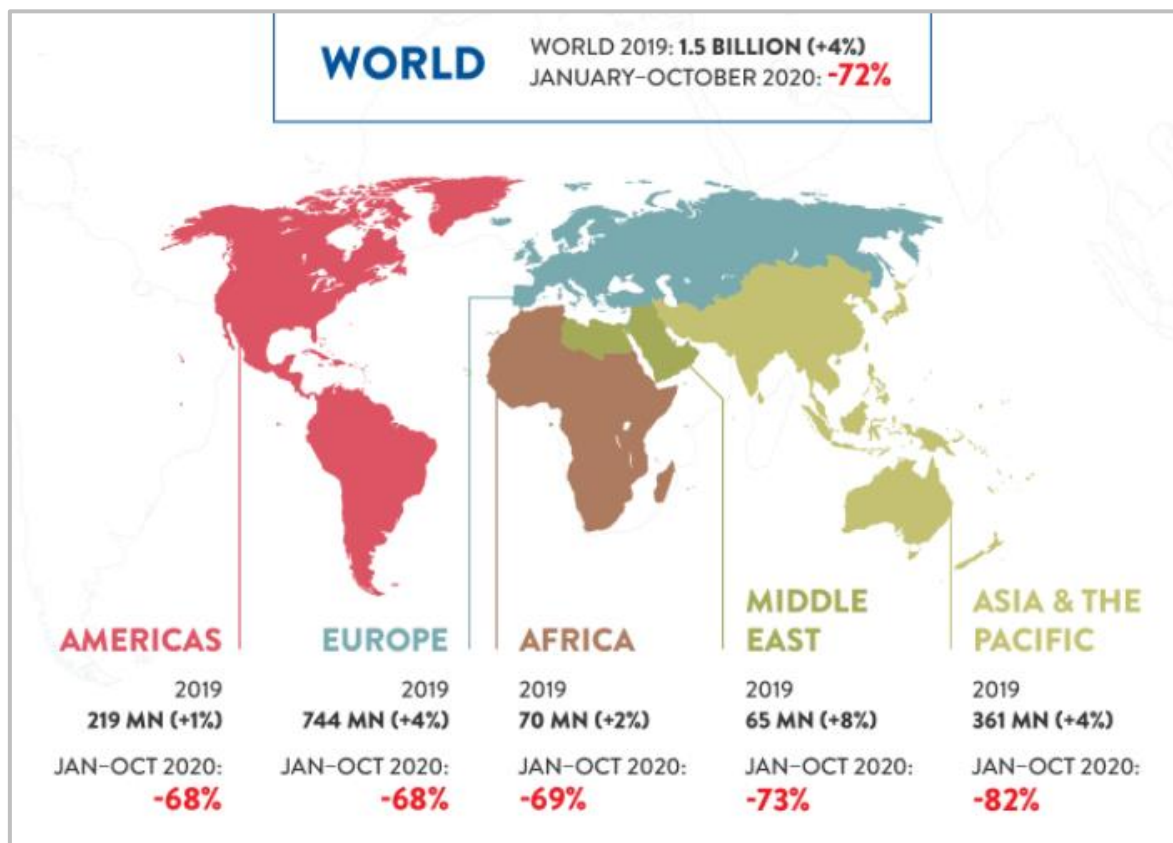 WORLD
WORLD 2019: 1.5 BILLION (+4%)
JANUARY–OCTOBER 2020: -72%
AMERICAS
2019
219 MN (+1%)
JAN–OCT 2020:
-68%
EUROPE
2019
744 MN (+4%)
JAN–OCT 2020:
-68%
AFRICA
2019
70 MN (+2%)
JAN–OCT 2020:
-69%
MIDDLE
EAST
2019
65 MN (+8%)
JAN–OCT 2020:
-73%
ASIA & THE
PACIFIC
2019
361 MN (+4%)
JAN–OCT 2020:
-82%